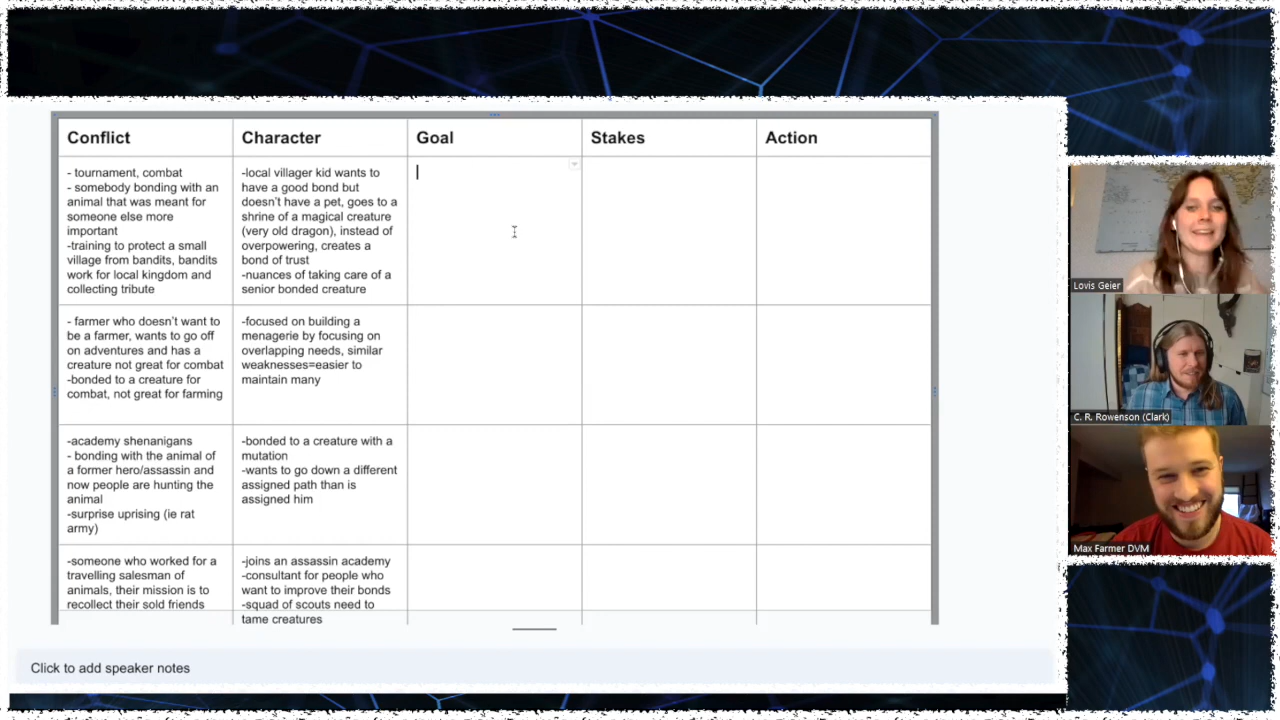 Conflict
Character
Goal
Stakes
Action
- tournament, combat
- somebody bonding with an
animal that was meant for
someone else more
important
-training to protect a small
village from bandits, bandits
work for local kingdom and
collecting tribute
-local villager kid wants to
have a good bond but
doesn't have a pet, goes to a
shrine of a magical creature
(very old dragon), instead of
overpowering, creates a
bond of trust
-nuances of taking care of a
senior bonded creature
- farmer who doesn't want to
be a farmer, wants to go off
on adventures and has a
creature not great for combat
-bonded to a creature for
combat, not great for farming
-focused on building a
menagerie by focusing on
overlapping needs, similar
weaknesses=easier to
maintain many
-academy shenanigans
- bonding with the animal of
a former hero/assassin and
now people are hunting the
animal
-surprise uprising (ie rat
army)
-bonded to a creature with a
mutation
-wants to go down a different
assigned path than is
assigned him
-someone who worked for a
travelling salesman of
animals, their mission is to
recollect their sold friends
-joins an assassin academy
-consultant for people who
want to improve their bonds
-squad of scouts need to
tame creatures
Click to add speaker notes
Lovis Geier
C. R. Rowenson (Clark)
Max Farmer DVM